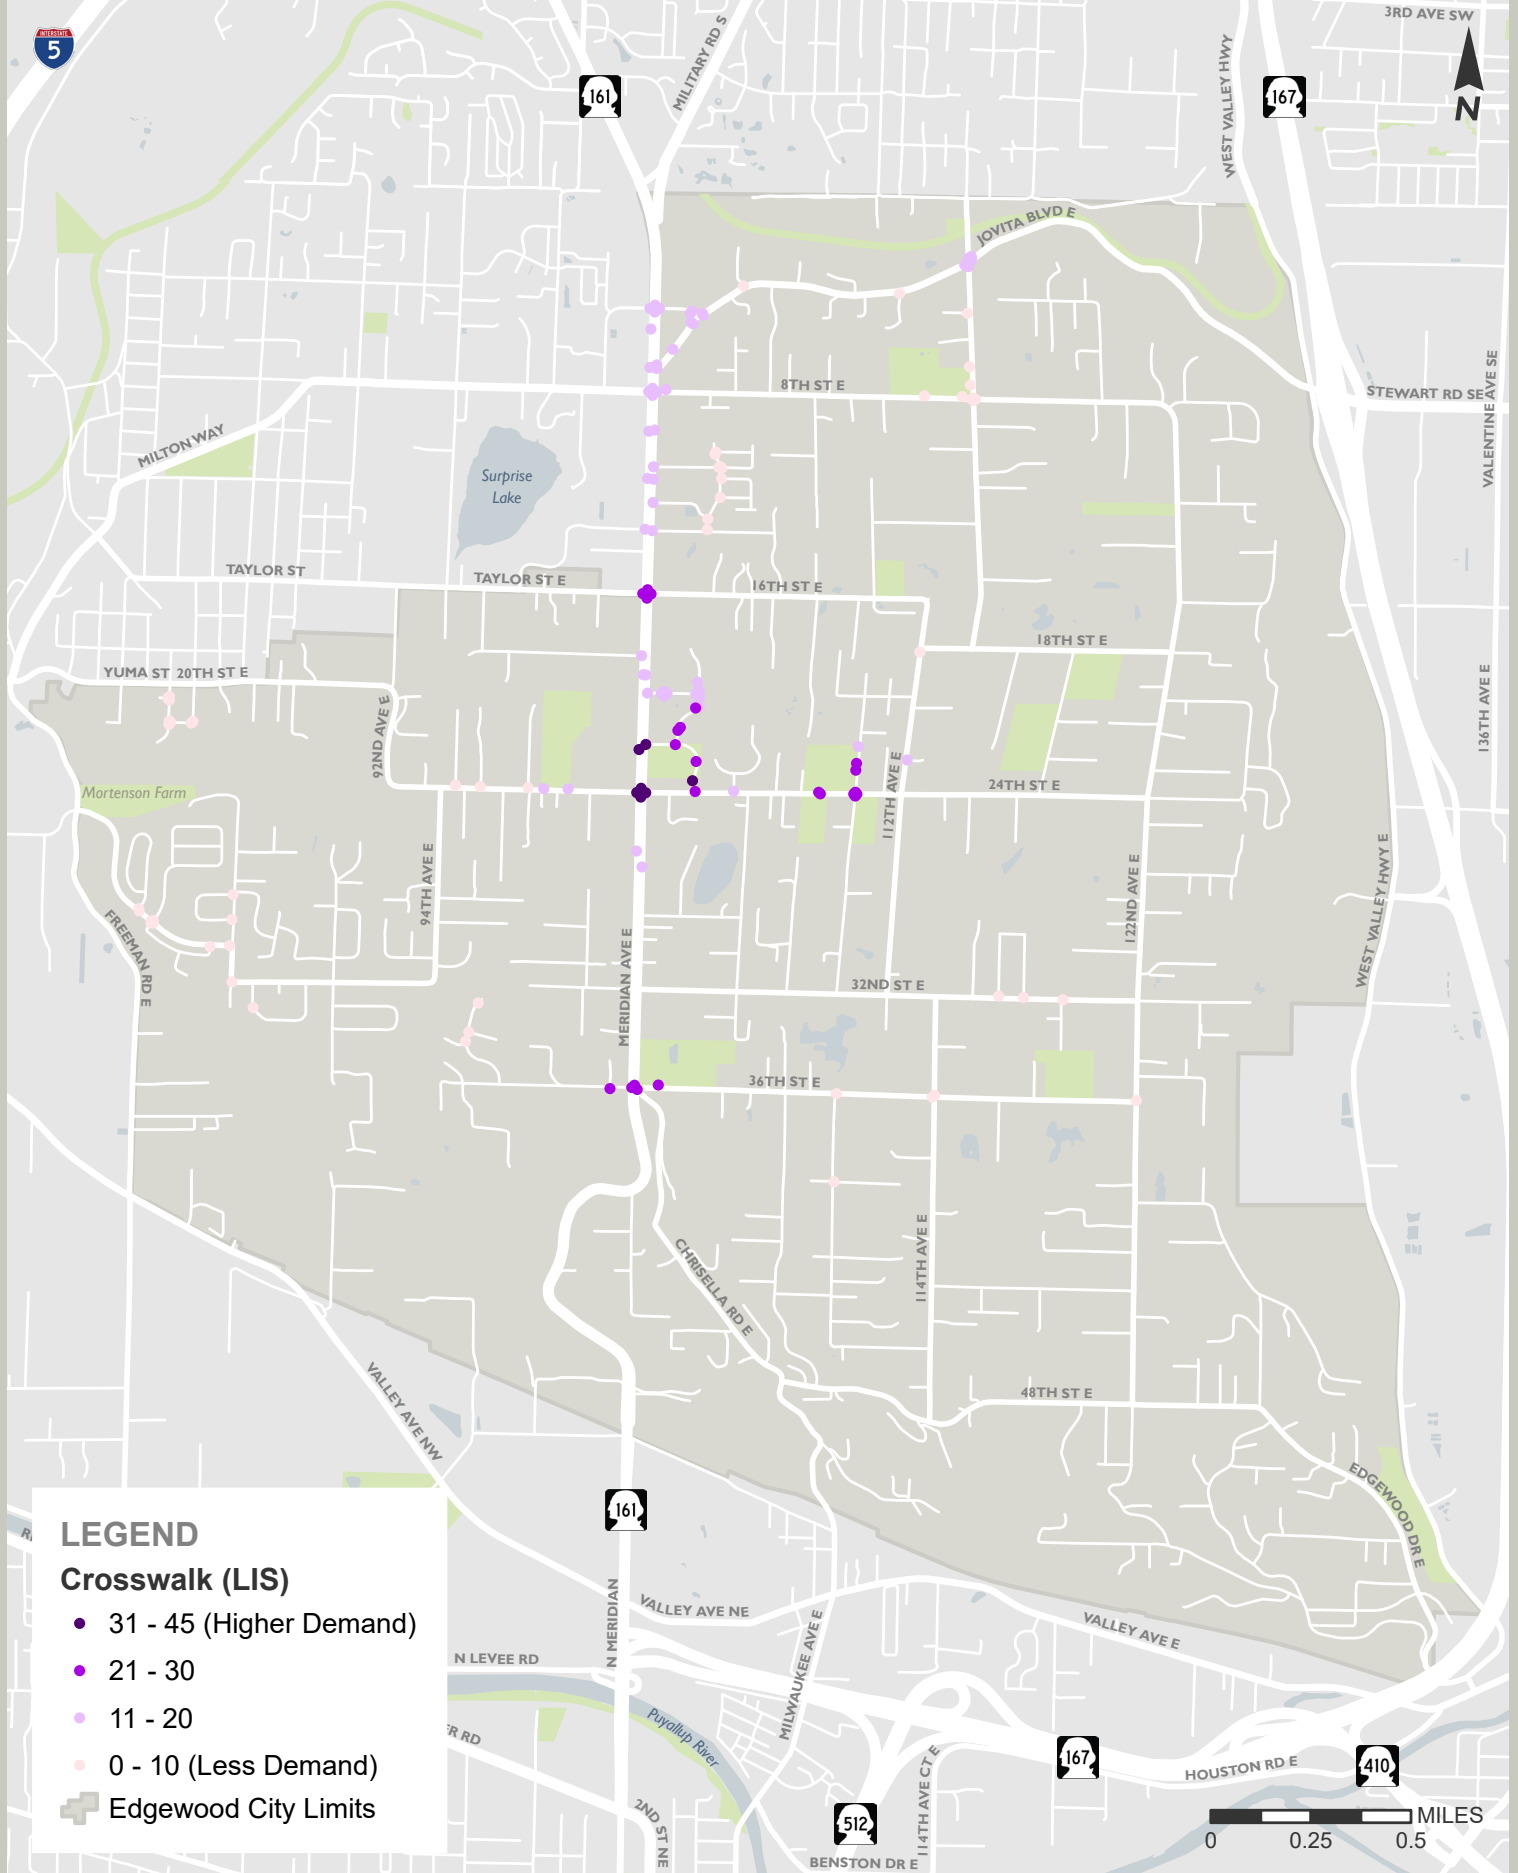 3RD AVE SW
INTERSTATE
5
MILITARY RD S
161
WEST VALLEY HWY
167
N
JOVITA BLVD E
8TH ST E
STEWART RD SE
VALENTINE AVE SE
MILTON WAY
Surprise
Lake
TAYLOR ST
TAYLOR ST E
16TH ST E
18TH ST E
YUMA ST
20TH ST E
92ND AVE E
136TH AVE E
Mortenson Farm
24TH ST E
112TH AVE E
94TH AVE E
122ND AVE E
WEST VALLEY HWY E
FREEMAN RD E
MERIDIAN AVE E
32ND ST E
36TH ST E
CHRISELLA RD E
114TH AVE E
48TH ST E
VALLEY AVE NW
EDGEWOOD DR E
161
VALLEY AVE NE
N MERIDIAN
MILWAUKEE AVE E
VALLEY AVE E
N LEVEE RD
Puyallup River
ER RD
167
HOUSTON RD E
410
114TH AVE CT E
2ND ST NE
512
BENSTON DR E
LEGEND
Crosswalk (LIS)
31 - 45 (Higher Demand)
21 - 30
11 - 20
0 - 10 (Less Demand)
Edgewood City Limits
MILES
0 0.25 0.5